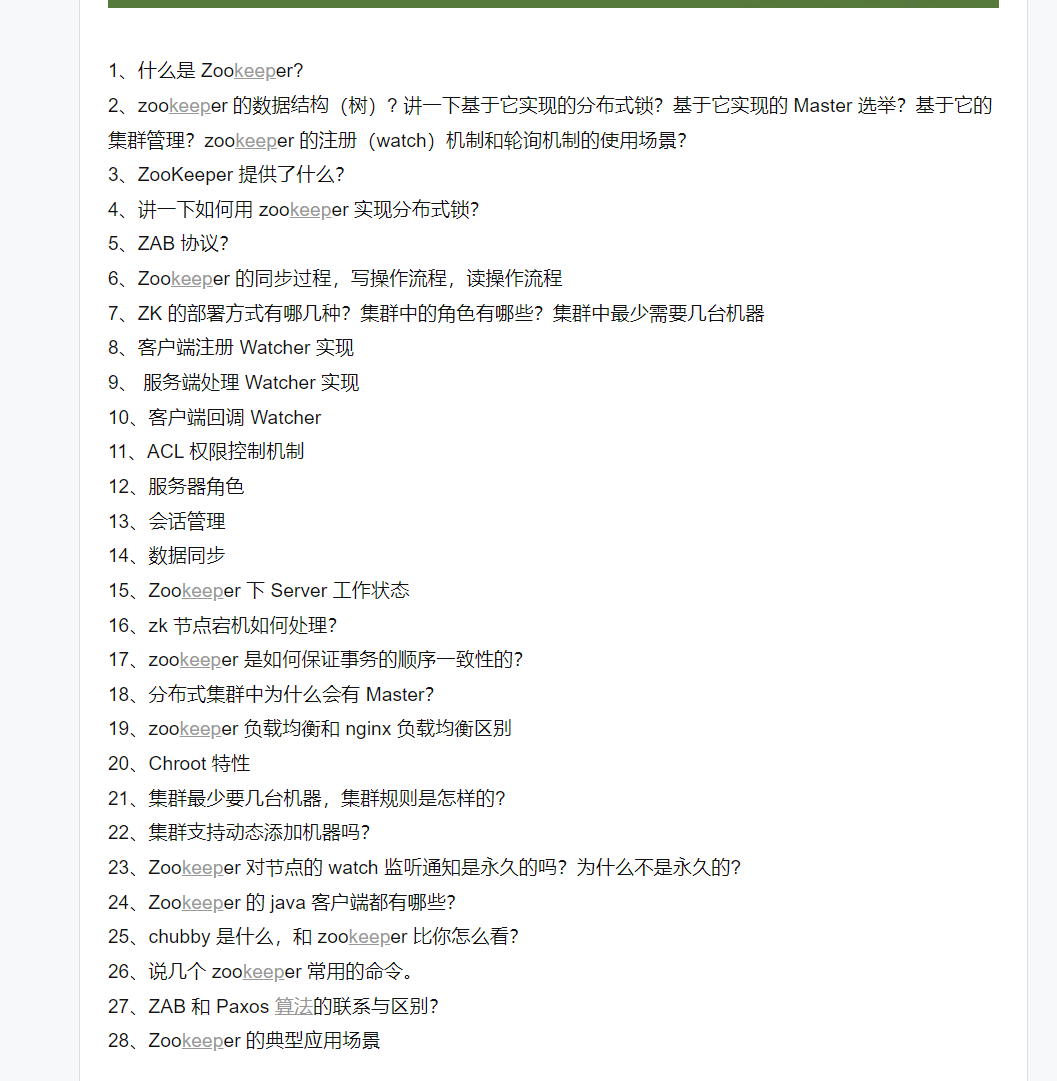 1、什么是 Zookeeper?
2、zookeeper 的数据结构（树）? 讲一下基于它实现的分布式锁？基于它实现的 Master 选举？基于它的
集群管理？zookeeper 的注册（watch）机制和轮询机制的使用场景？
3、ZooKeeper 提供了什么？
4、讲一下如何用 zookeeper 实现分布式锁？
5、ZAB 协议？
6、Zookeeper 的同步过程，写操作流程，读操作流程
7、ZK 的部署方式有哪几种？集群中的角色有哪些？集群中最少需要几台机器
8、客户端注册 Watcher 实现
9、 服务端处理 Watcher 实现
10、客户端回调 Watcher
11、ACL 权限控制机制
12、服务器角色
13、会话管理
14、数据同步
15、Zookeeper 下 Server 工作状态
16、zk 节点宕机如何处理？
17、zookeeper 是如何保证事务的顺序一致性的？
18、分布式集群中为什么会有 Master？
19、zookeeper 负载均衡和 nginx 负载均衡区别
20、Chroot 特性
21、集群最少要几台机器，集群规则是怎样的？
22、集群支持动态添加机器吗？
23、Zookeeper 对节点的 watch 监听通知是永久的吗？为什么不是永久的？
24、Zookeeper 的 java 客户端都有哪些？
25、chubby 是什么，和 zookeeper 比你怎么看？
26、说几个 zookeeper 常用的命令。
27、ZAB 和 Paxos 算法的联系与区别？
28、Zookeeper 的典型应用场景